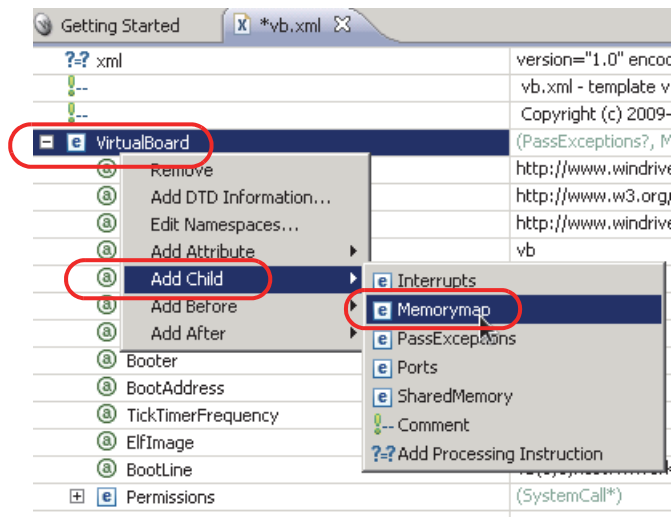 Getting Started
*vb.xml
?=? xml version="1.0" encod
!-- vb.xml - template v
!-- Copyright (c) 2009-
e VirtualBoard (PassExceptions?, M
Remove http://www.windrive
Add DTD Information... http://www.w3.org/
Edit Namespaces... http://www.windrive
Add Attribute vb
Add Child
Add Before
Add After
Interrupts
Memorymap
PassExceptions
Ports
SharedMemory
!-- Comment
?=? Add Processing Instruction
Booter
BootAddress
TickTimerFrequency
ElfImage
BootLine
Permissions (SystemCall*)